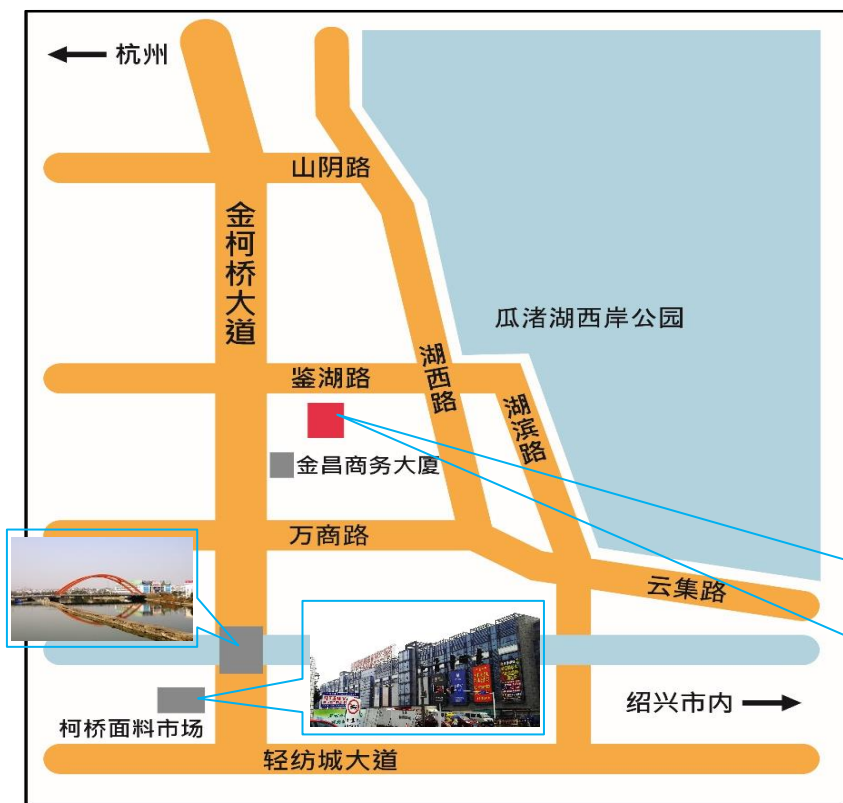 杭州
山阴路
金柯桥大道
瓜渚湖西岸公园
湖西路
鉴湖路
湖滨路
金昌商务大厦
万商路
云集路
绍兴市内
柯桥面料市场
轻纺城大道